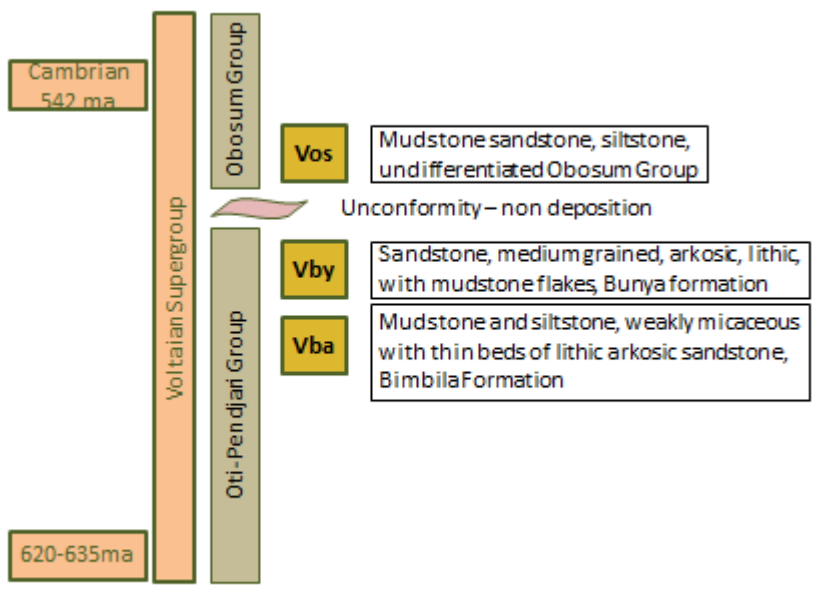 Cambrian
542 ma
Voltaian Supergroup
Obosum Group
Vos
Mudstone sandstone, siltstone,
undifferentiated Obosum Group
Unconformity – non deposition
Oti-Pendjari Group
Vby
Sandstone, medium grained, arkosic, lithic,
with mudstone flakes, Bunya formation
Vba
Mudstone and siltstone, weakly micaceous
with thin beds of lithic arkosic sandstone,
Bimbila Formation
620-635ma